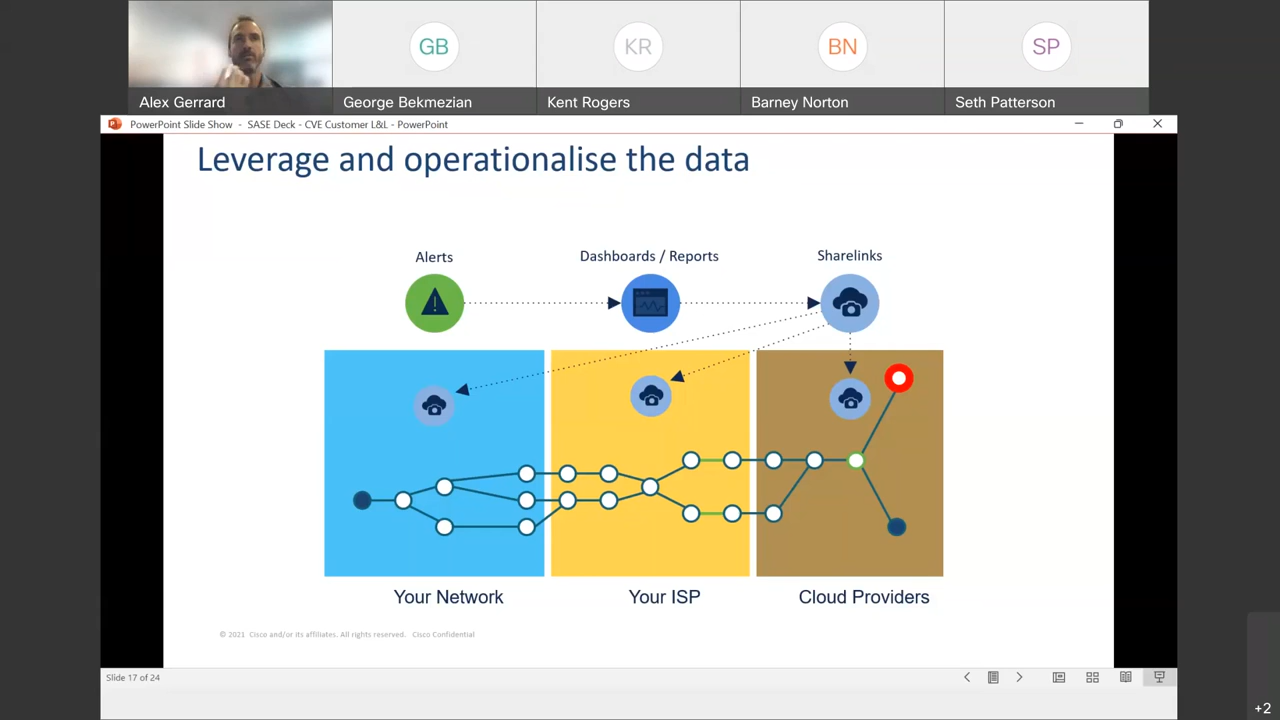 GB
KR
BN
SP
Alex Gerrard
George Bekmezian
Kent Rogers
Barney Norton
Seth Patterson
PowerPoint Slide Show - SASE Deck - CVE Customer L&L - PowerPoint
Leverage and operationalise the data
Alerts
Dashboards / Reports
Sharelinks
Your Network
Your ISP
Cloud Providers
© 2021 Cisco and/or its affiliates. All rights reserved. Cisco Confidential
Slide 17 of 24
+2